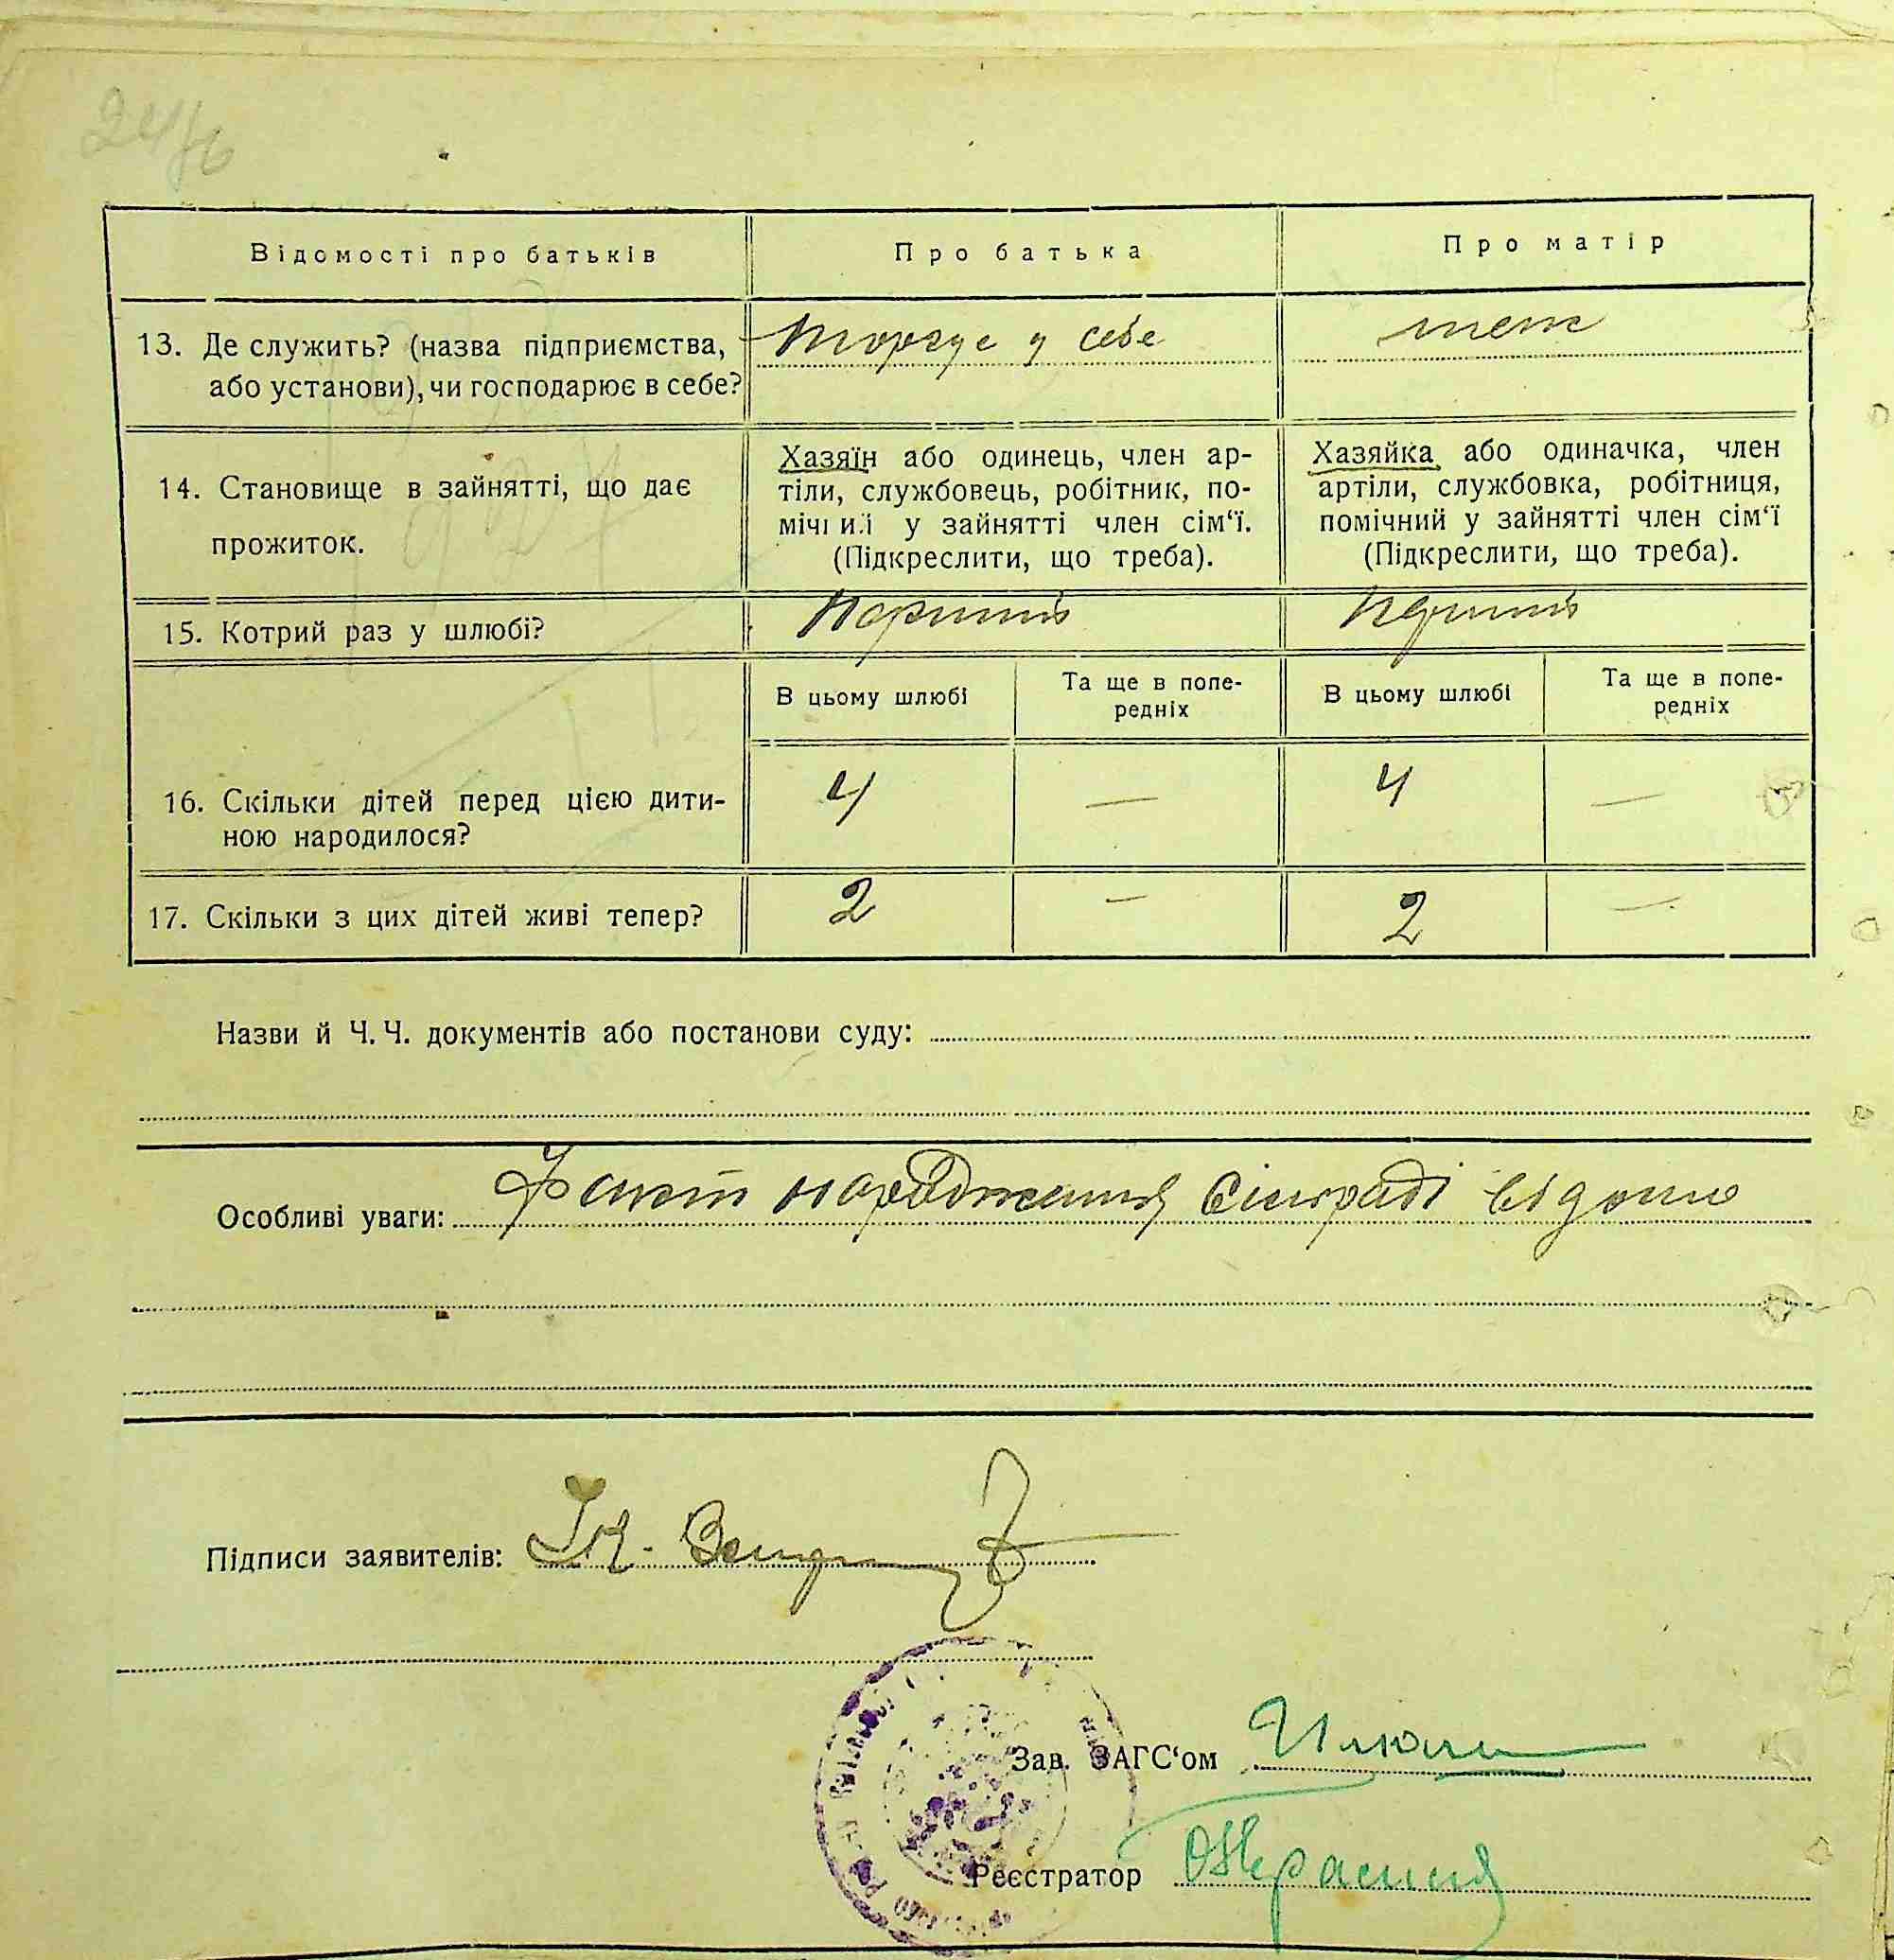 Відомості про батьків
Про батька
Про матір
13. Де служить? (назва підприємства,
або установи), чи господарює в себе?
торгує у себе
теж
14. Становище в зайнятті, що дає
прожиток.
Хазяїн або одинець, член ар-
тіли, службовець, робітник, по-
мічний у зайнятті член сім‘ї.
(Підкреслити, що треба).
Хазяйка або одиначка, член
артіли, службовка, робітниця,
помічний у зайнятті член сім‘ї
(Підкреслити, що треба).
15. Котрий раз у шлюбі?
В цьому шлюбі
Та ще в попе-
редніх
В цьому шлюбі
Та ще в попе-
редніх
16. Скільки дітей перед цією дити-
ною народилося?
4
—
4
—
17. Скільки з цих дітей живі тепер?
2
—
2
—
Назви й Ч. Ч. документів або постанови суду:
Особливі уваги: Факт народження сільраді відомо
Підписи заявителів:
Зав. ЗАГС‘ом
Реєстратор